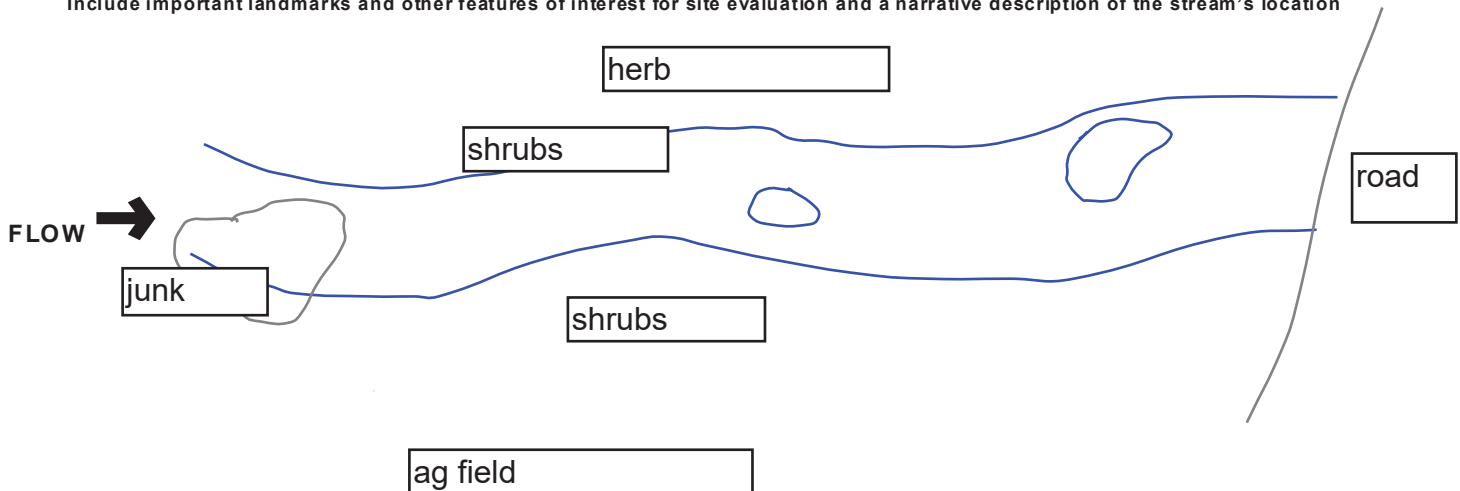 Include important landmarks and other features of interest for site evaluation and a narrative description of the stream's location
herb
shrubs
road
FLOW
junk
shrubs
ag field